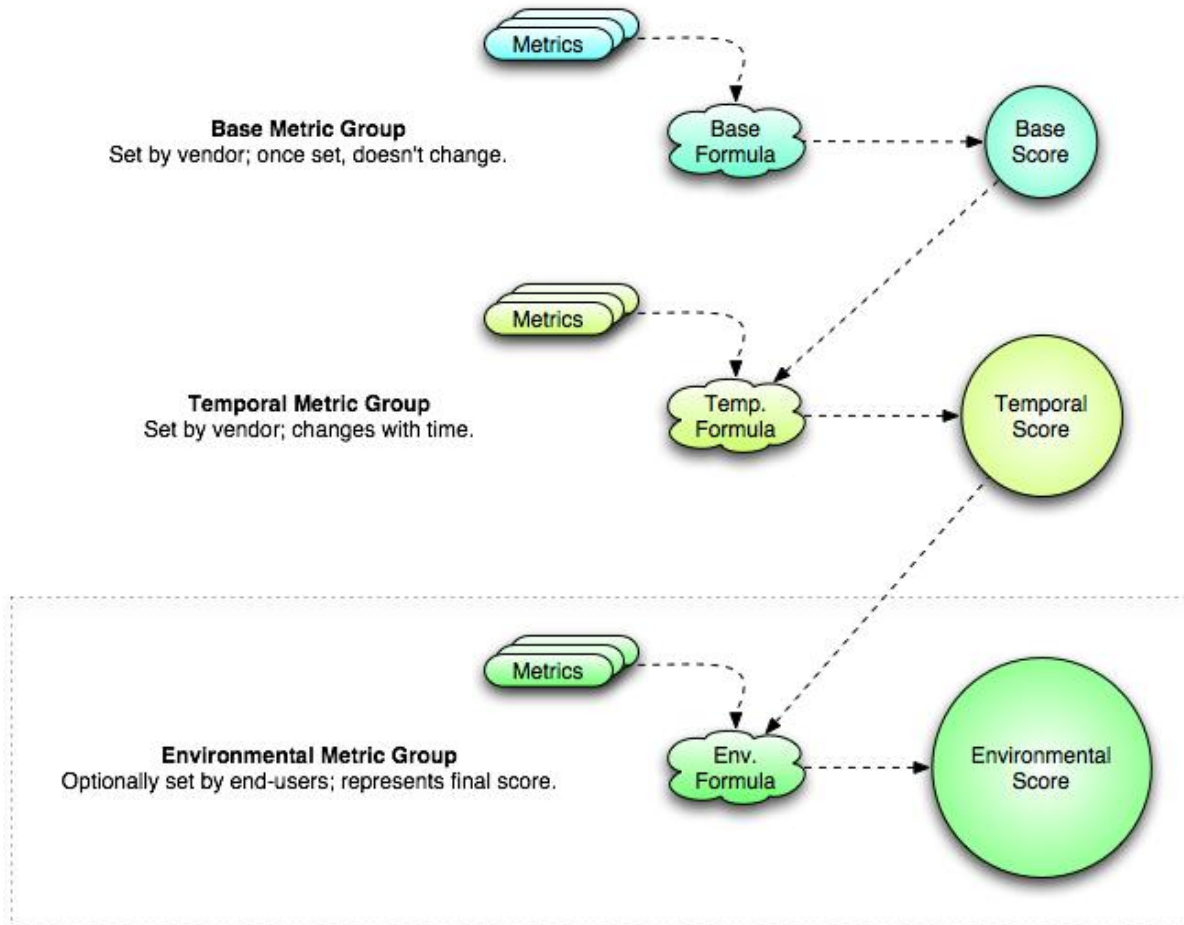 Metrics
Base Metric Group
Set by vendor; once set, doesn't change.
Base
Formula
Base
Score
Metrics
Temporal Metric Group
Set by vendor; changes with time.
Temp.
Formula
Temporal
Score
Metrics
Environmental Metric Group
Optionally set by end-users; represents final score.
Env.
Formula
Environmental
Score